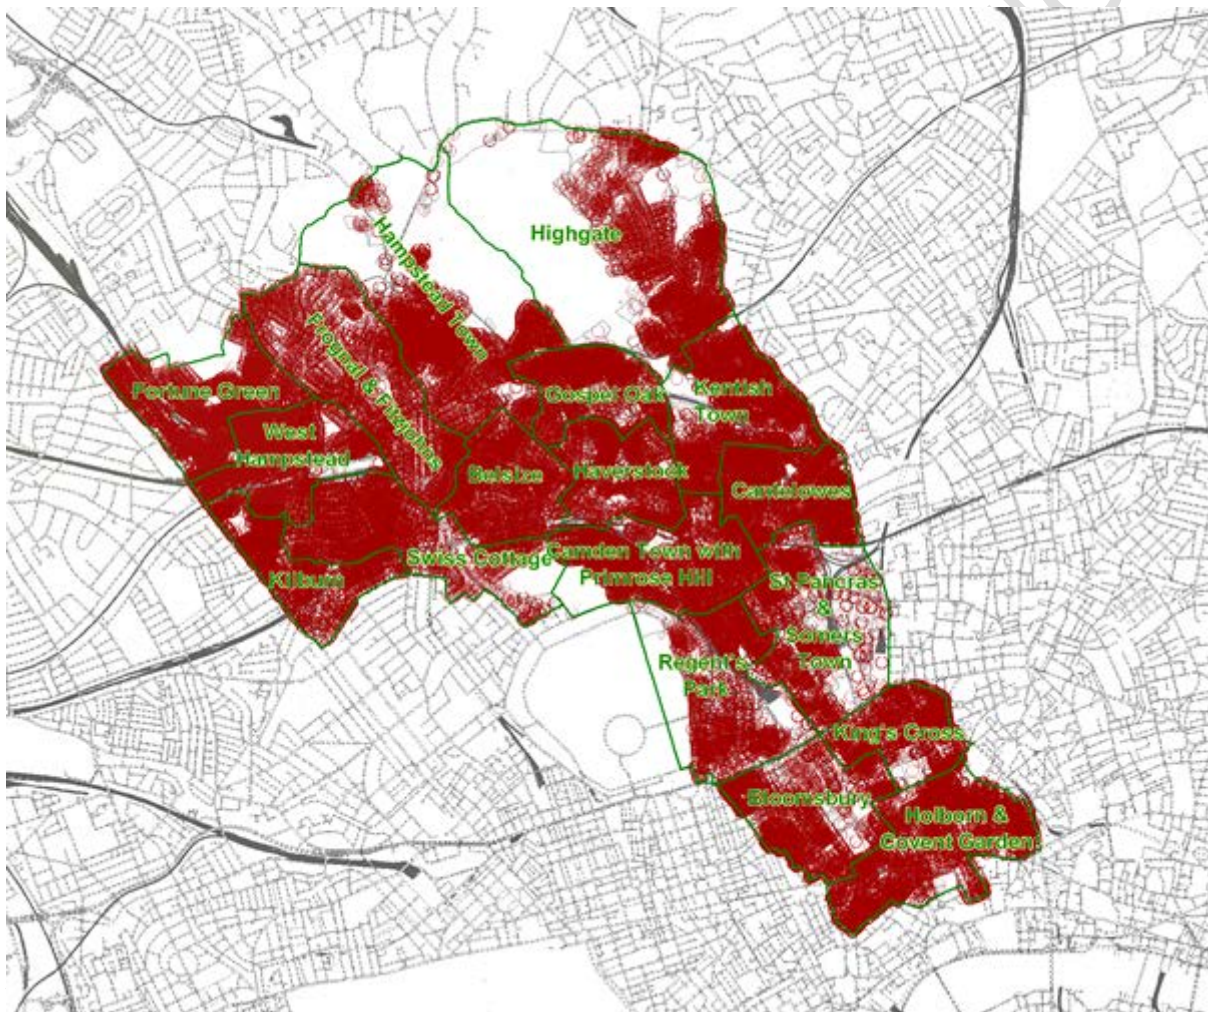 Highgate
Hampstead Town
Frognal & Fitzjohns
Fortune Green
Gospel Oak
Kentish
Town
West
Hampstead
Belsize
Haverstock
Cantelowes
Swiss Cottage
Camden Town with
Primrose Hill
Kilburn
St Pancras
&
Somers
Town
Regent's
Park
King's Cross
Bloomsbury
Holborn &
Covent Garden